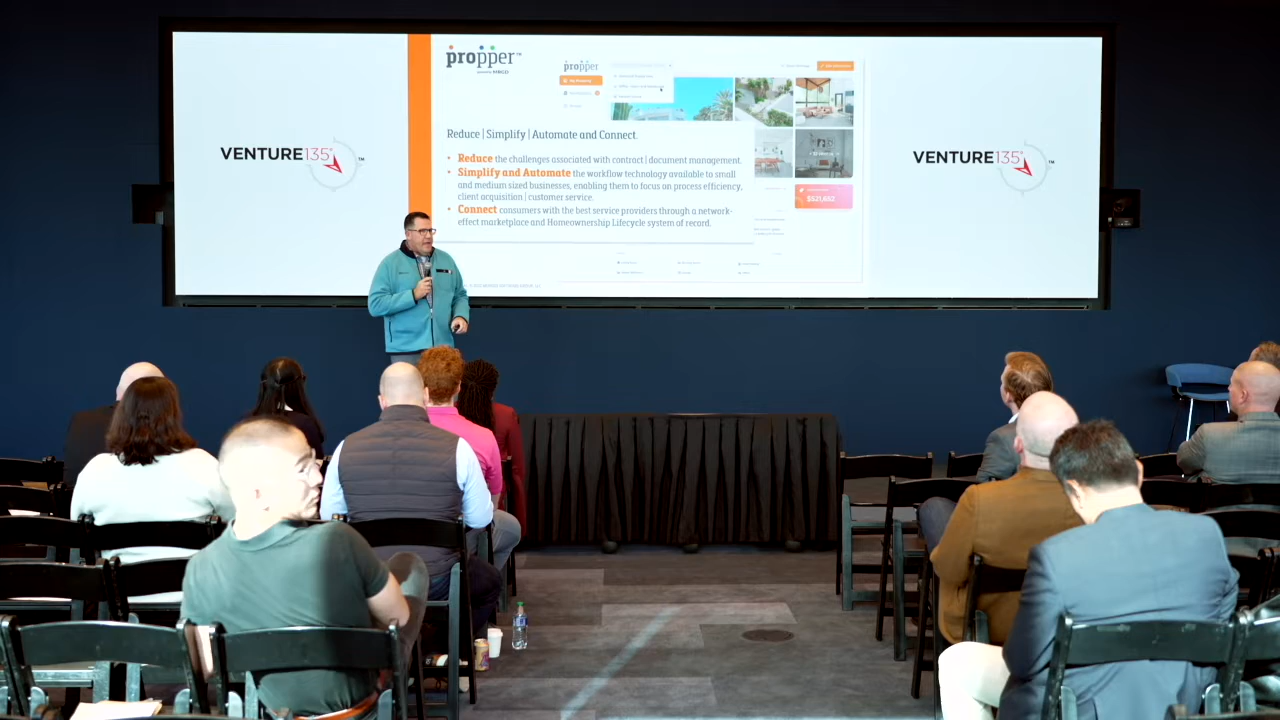 propper™
propper
Reduce | Simplify | Automate and Connect.
• Reduce the challenges associated with contract | document management.
• Simplify and Automate the workflow technology available to small
and medium sized businesses, enabling them to focus on process efficiency,
client acquisition | customer service.
• Connect consumers with the best service providers through a network-
effect marketplace and Homeownership Lifecycle system of record.
$521,652
VENTURE135° ™
VENTURE135° ™